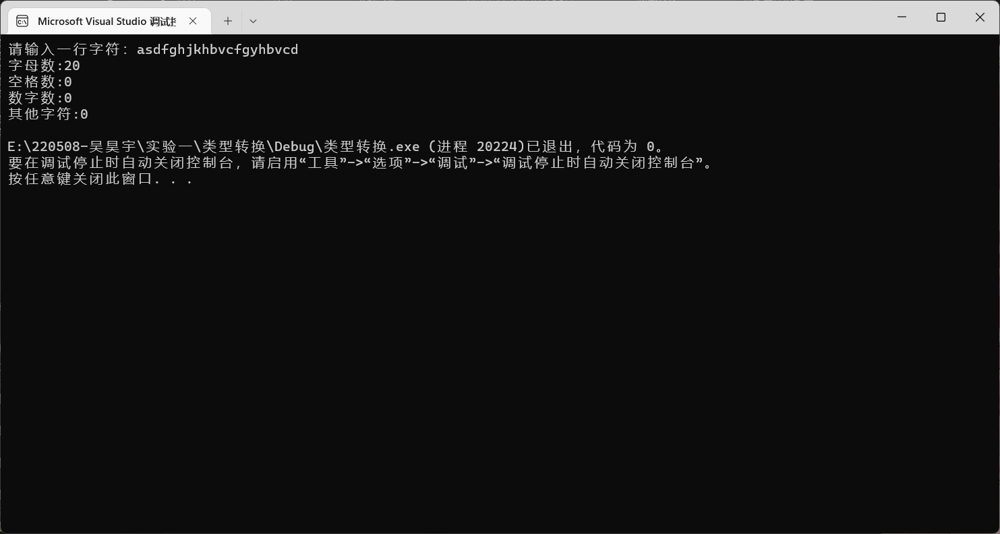 Microsoft Visual Studio 调试控
请输入一行字符：asdfghjkhbvcfgyhbvcd
字母数:20
空格数:0
数字数:0
其他字符:0
E:\220508-吴昊宇\实验一\类型转换\Debug\类型转换.exe (进程 20224)已退出，代码为 0。
要在调试停止时自动关闭控制台，请启用“工具”->“选项”->“调试”->“调试停止时自动关闭控制台”。
按任意键关闭此窗口. . .